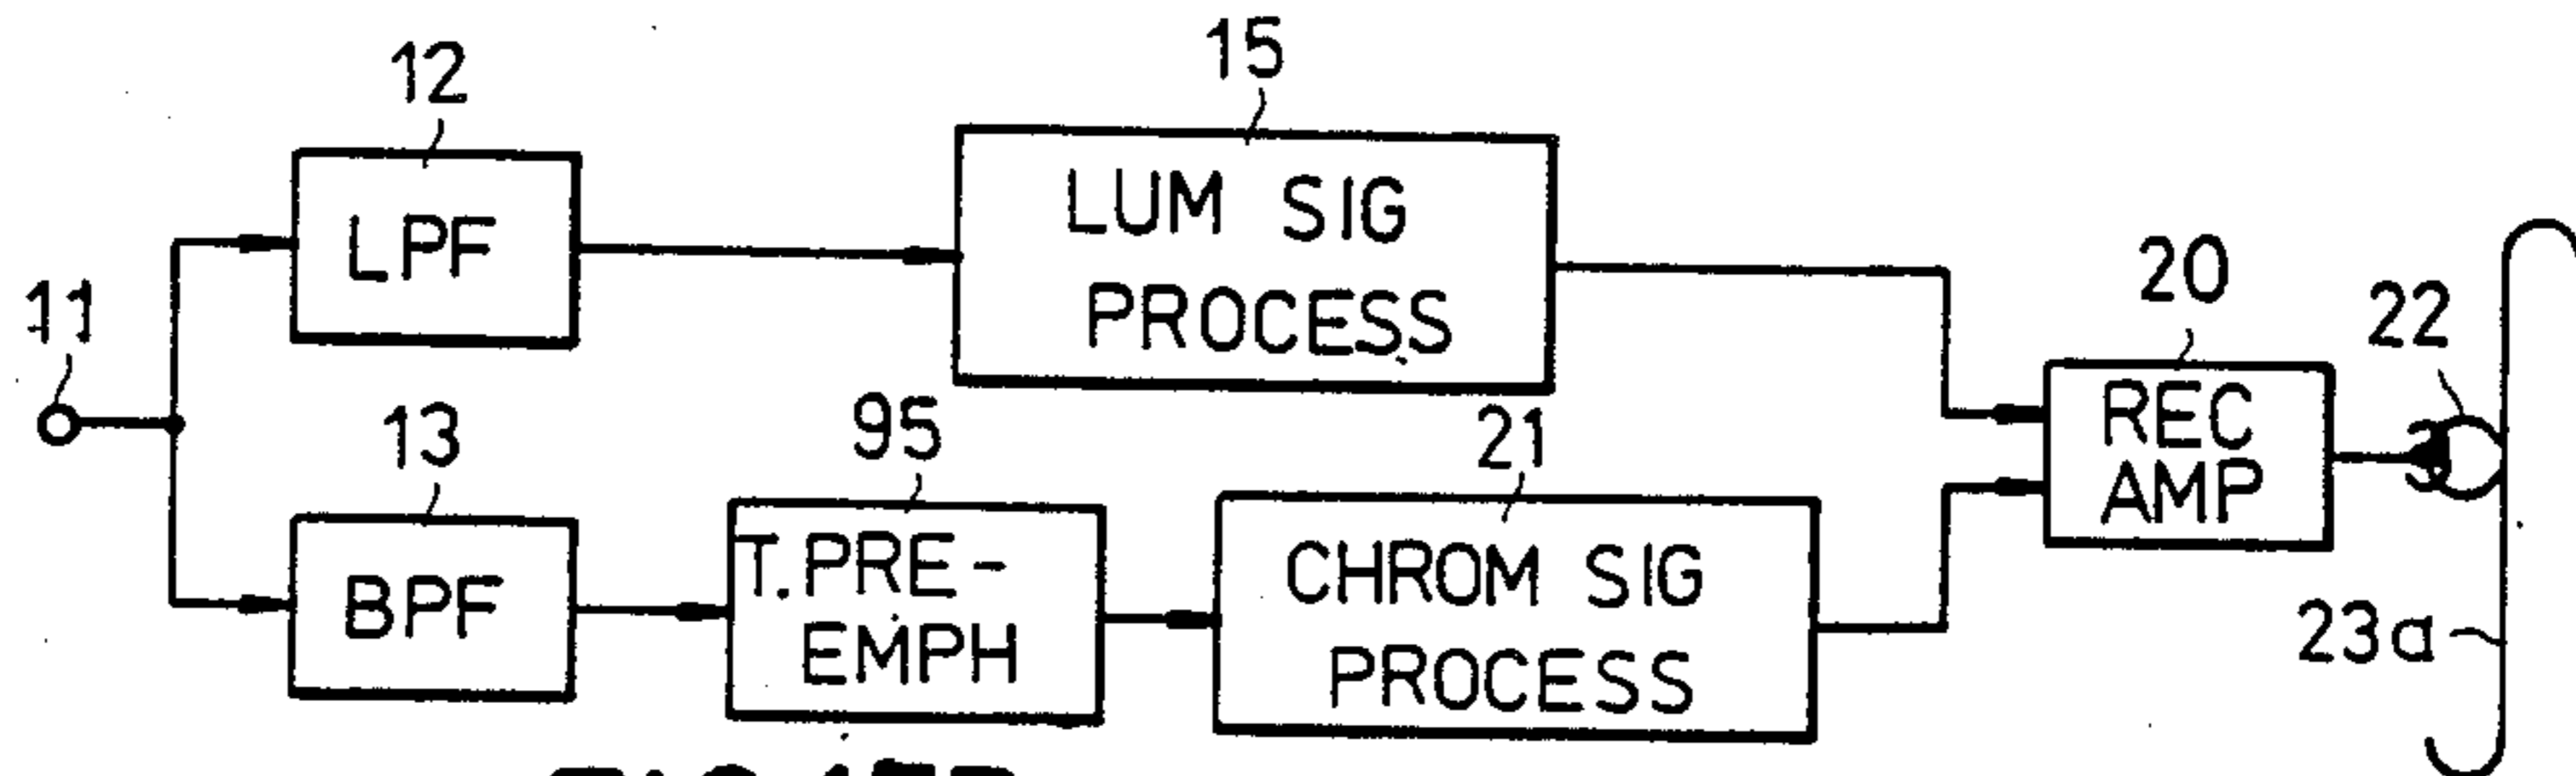 12
15
LPF
LUM SIG
PROCESS
11
20
22
REC
AMP
13
95
21
BPF
T.PRE-
EMPH
CHROM SIG
PROCESS
23a